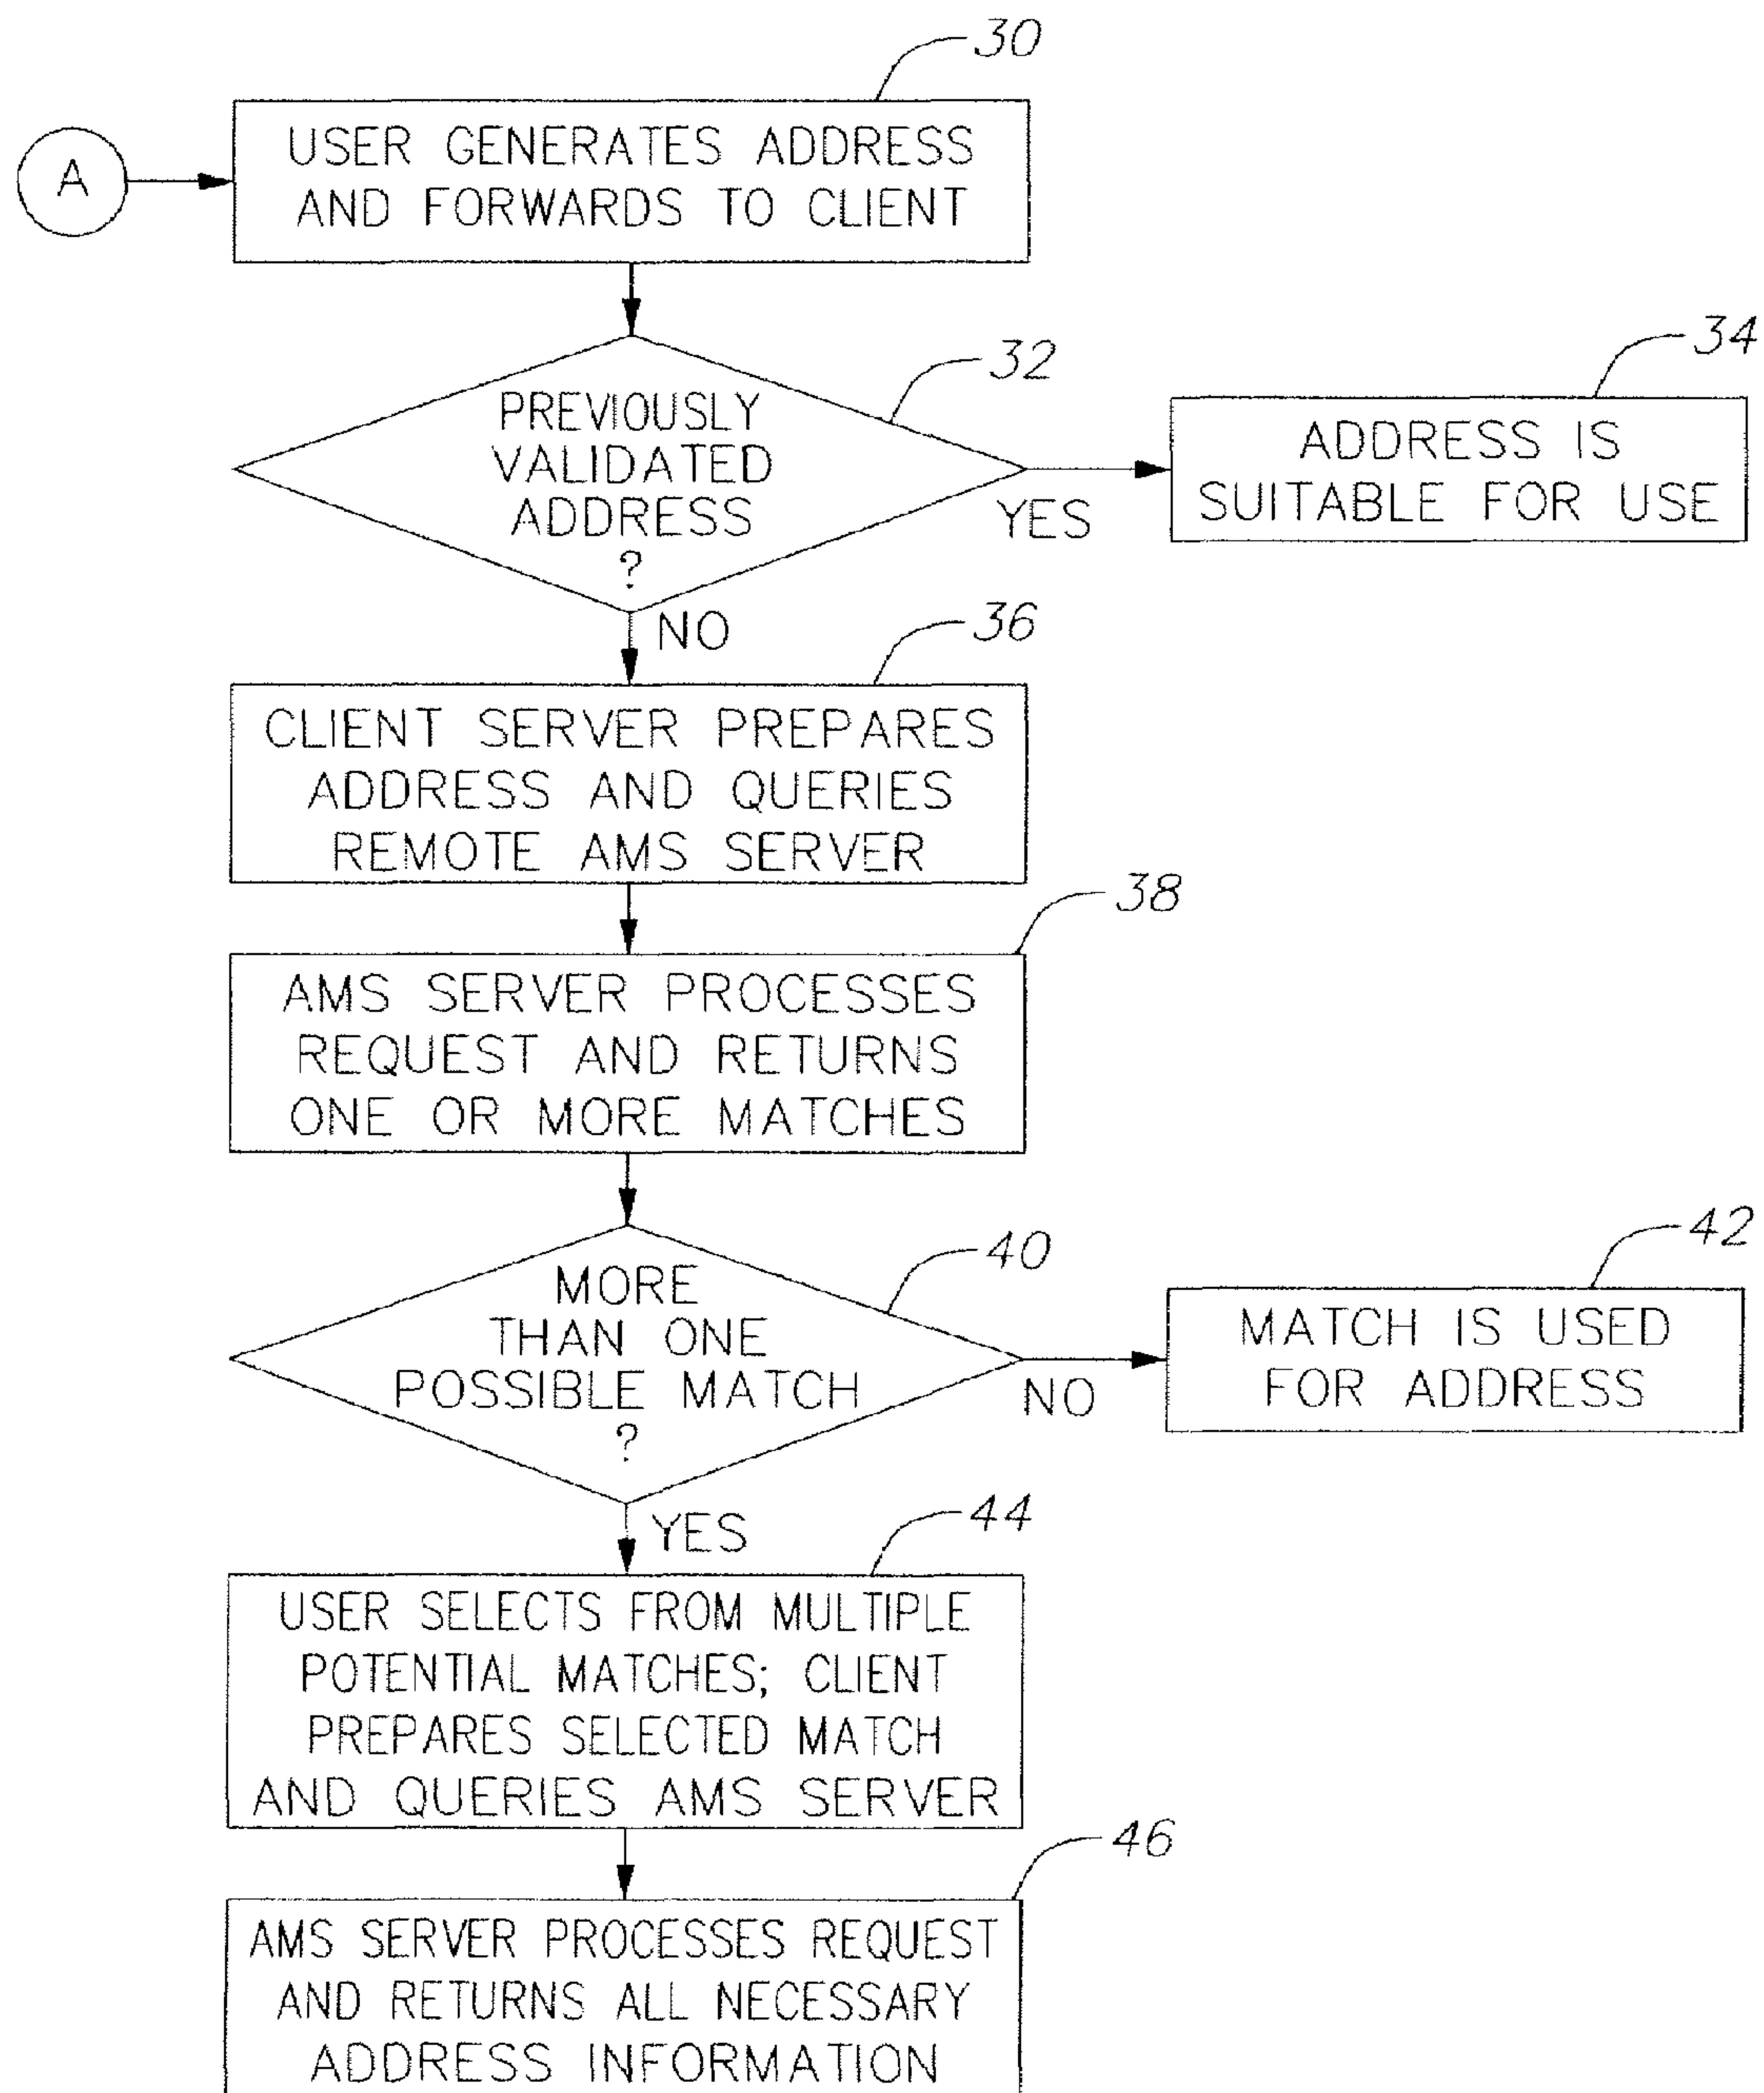 30
A
USER GENERATES ADDRESS
AND FORWARDS TO CLIENT
32
PREVIOUSLY
VALIDATED
ADDRESS
?
YES
34
ADDRESS IS
SUITABLE FOR USE
NO
36
CLIENT SERVER PREPARES
ADDRESS AND QUERIES
REMOTE AMS SERVER
38
AMS SERVER PROCESSES
REQUEST AND RETURNS
ONE OR MORE MATCHES
40
MORE
THAN ONE
POSSIBLE MATCH
?
NO
42
MATCH IS USED
FOR ADDRESS
YES
44
USER SELECTS FROM MULTIPLE
POTENTIAL MATCHES; CLIENT
PREPARES SELECTED MATCH
AND QUERIES AMS SERVER
46
AMS SERVER PROCESSES REQUEST
AND RETURNS ALL NECESSARY
ADDRESS INFORMATION